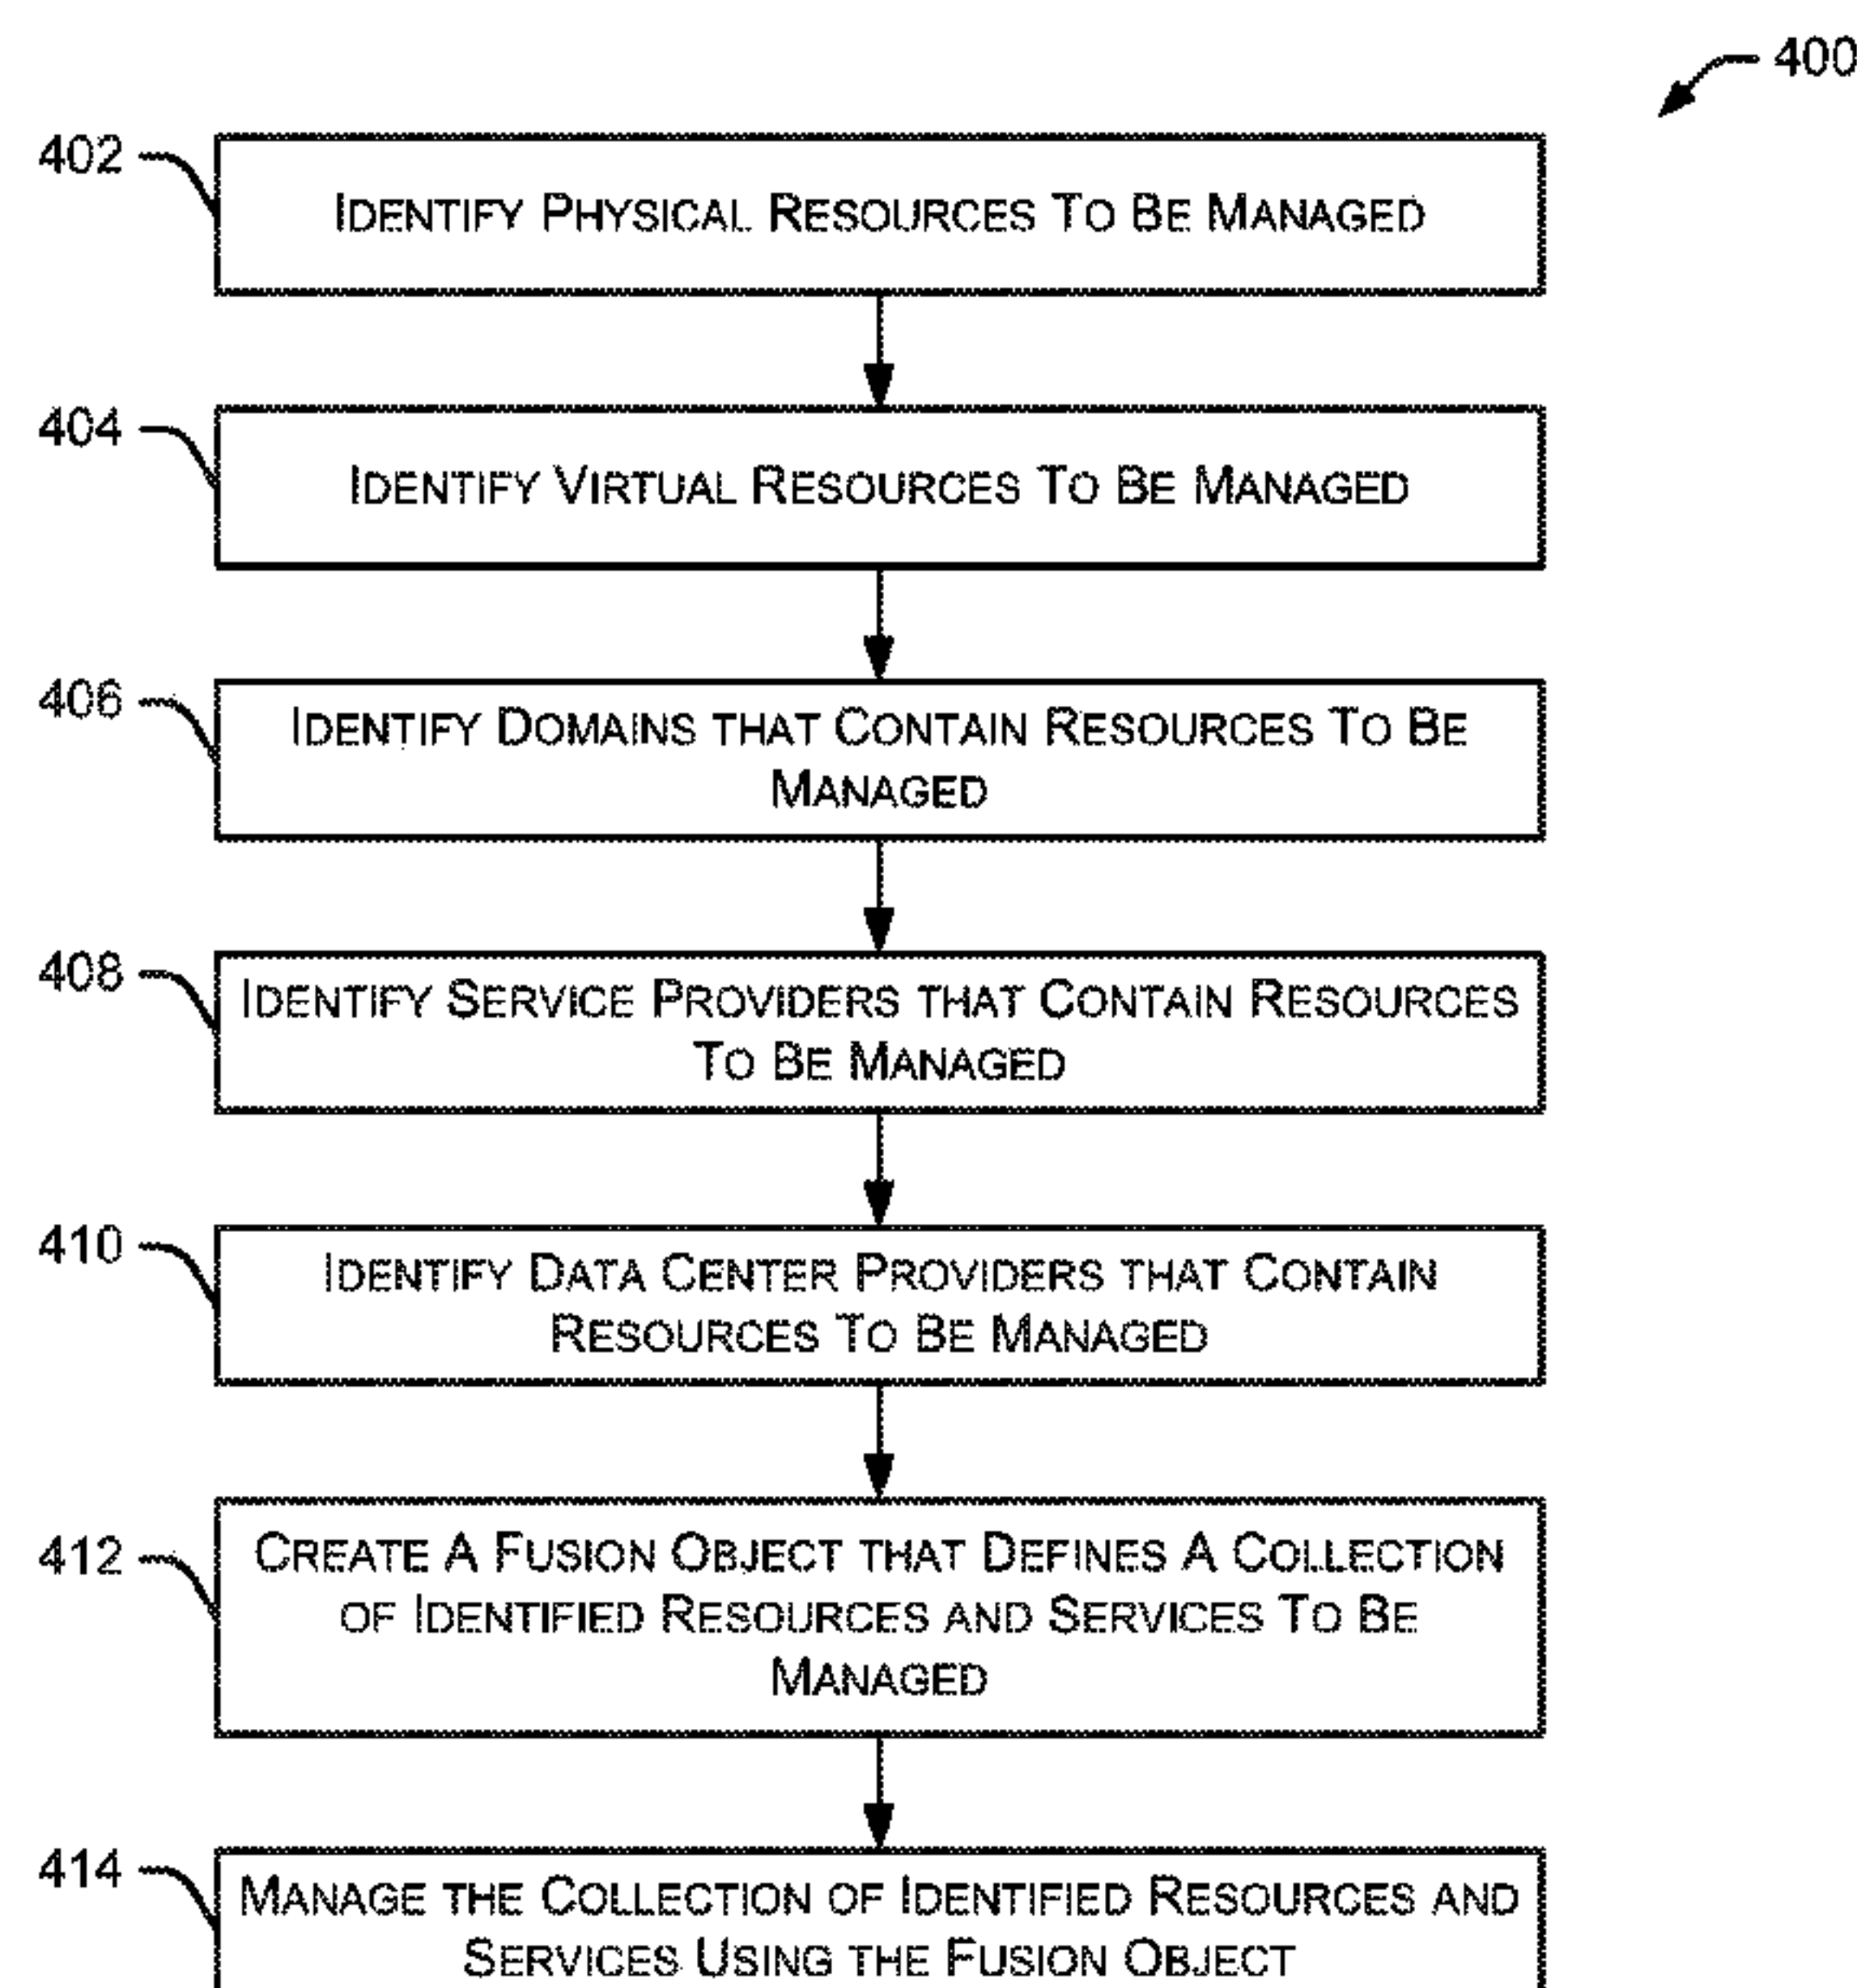 400
402
IDENTIFY PHYSICAL RESOURCES TO BE MANAGED
404
IDENTIFY VIRTUAL RESOURCES TO BE MANAGED
406
IDENTIFY DOMAINS THAT CONTAIN RESOURCES TO BE
MANAGED
408
IDENTIFY SERVICE PROVIDERS THAT CONTAIN RESOURCES
TO BE MANAGED
410
IDENTIFY DATA CENTER PROVIDERS THAT CONTAIN
RESOURCES TO BE MANAGED
412
CREATE A FUSION OBJECT THAT DEFINES A COLLECTION
OF IDENTIFIED RESOURCES AND SERVICES TO BE
MANAGED
414
MANAGE THE COLLECTION OF IDENTIFIED RESOURCES AND
SERVICES USING THE FUSION OBJECT